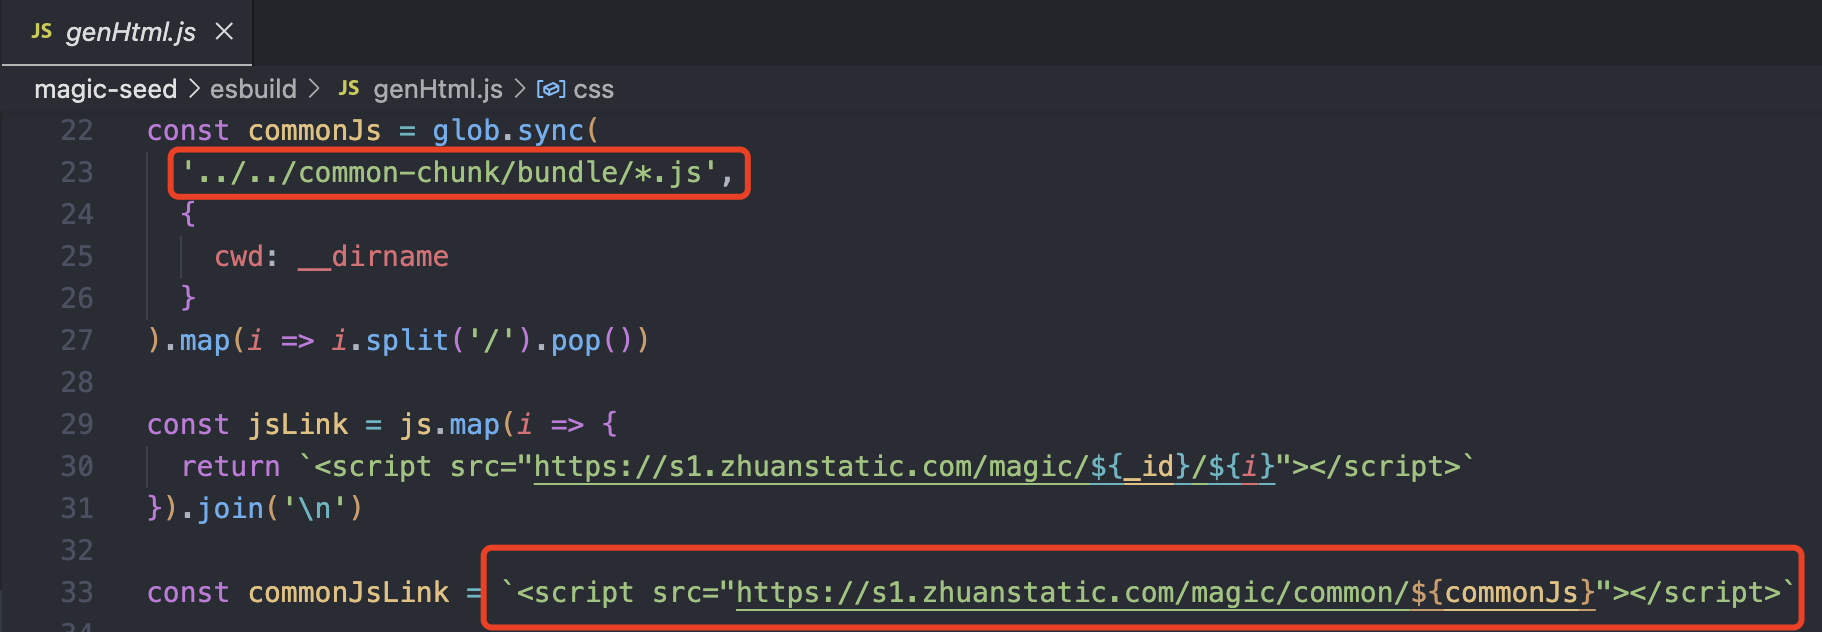 JS genHtml.js ×
magic-seed > esbuild > JS genHtml.js > css
22 const commonJs = glob.sync(
23 '../../common-chunk/bundle/*.js',
24 {
25 cwd: __dirname
26 }
27 ).map(i => i.split('/').pop())
28
29 const jsLink = js.map(i => {
30 return `<script src="https://s1.zhuanstatic.com/magic/${_id}/${i}"></script>`
31 }).join('\n')
32
33 const commonJsLink = `<script src="https://s1.zhuanstatic.com/magic/common/${commonJs}"></script>`
34